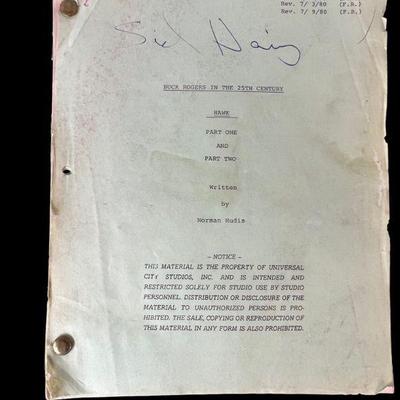 Rev. 7/ 3/80 (F.R.)
Rev. 7/ 9/80 (F.R.)
BUCK ROGERS IN THE 25TH CENTURY
HAWK
PART ONE
AND
PART TWO
Written
by
Norman Hudis
- NOTICE -
THIS MATERIAL IS THE PROPERTY OF UNIVERSAL
CITY STUDIOS, INC. AND IS INTENDED AND
RESTRICTED SOLELY FOR STUDIO USE BY STUDIO
PERSONNEL. DISTRIBUTION OR DISCLOSURE OF THE
MATERIAL TO UNAUTHORIZED PERSONS IS PRO-
HIBITED. THE SALE, COPYING OR REPRODUCTION OF
THIS MATERIAL IN ANY FORM IS ALSO PROHIBITED.